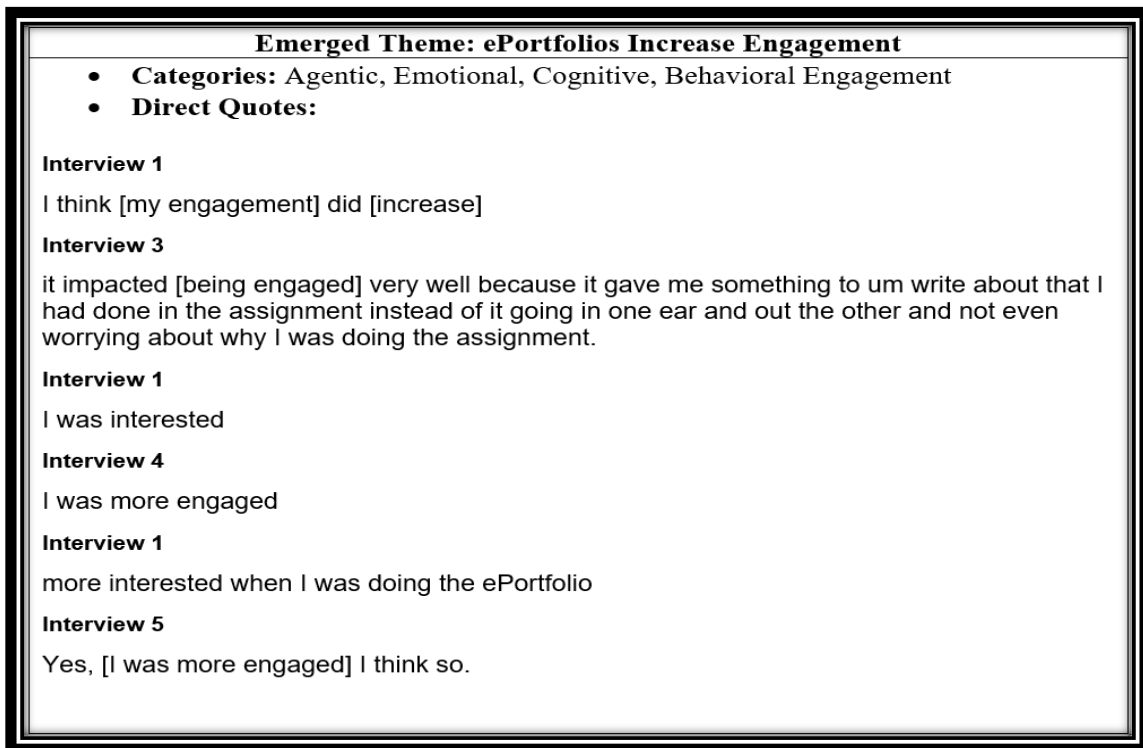 Emerged Theme: ePortfolios Increase Engagement
• Categories: Agentic, Emotional, Cognitive, Behavioral Engagement
• Direct Quotes:
Interview 1
I think [my engagement] did [increase]
Interview 3
it impacted [being engaged] very well because it gave me something to um write about that I
had done in the assignment instead of it going in one ear and out the other and not even
worrying about why I was doing the assignment.
Interview 1
I was interested
Interview 4
I was more engaged
Interview 1
more interested when I was doing the ePortfolio
Interview 5
Yes, [I was more engaged] I think so.